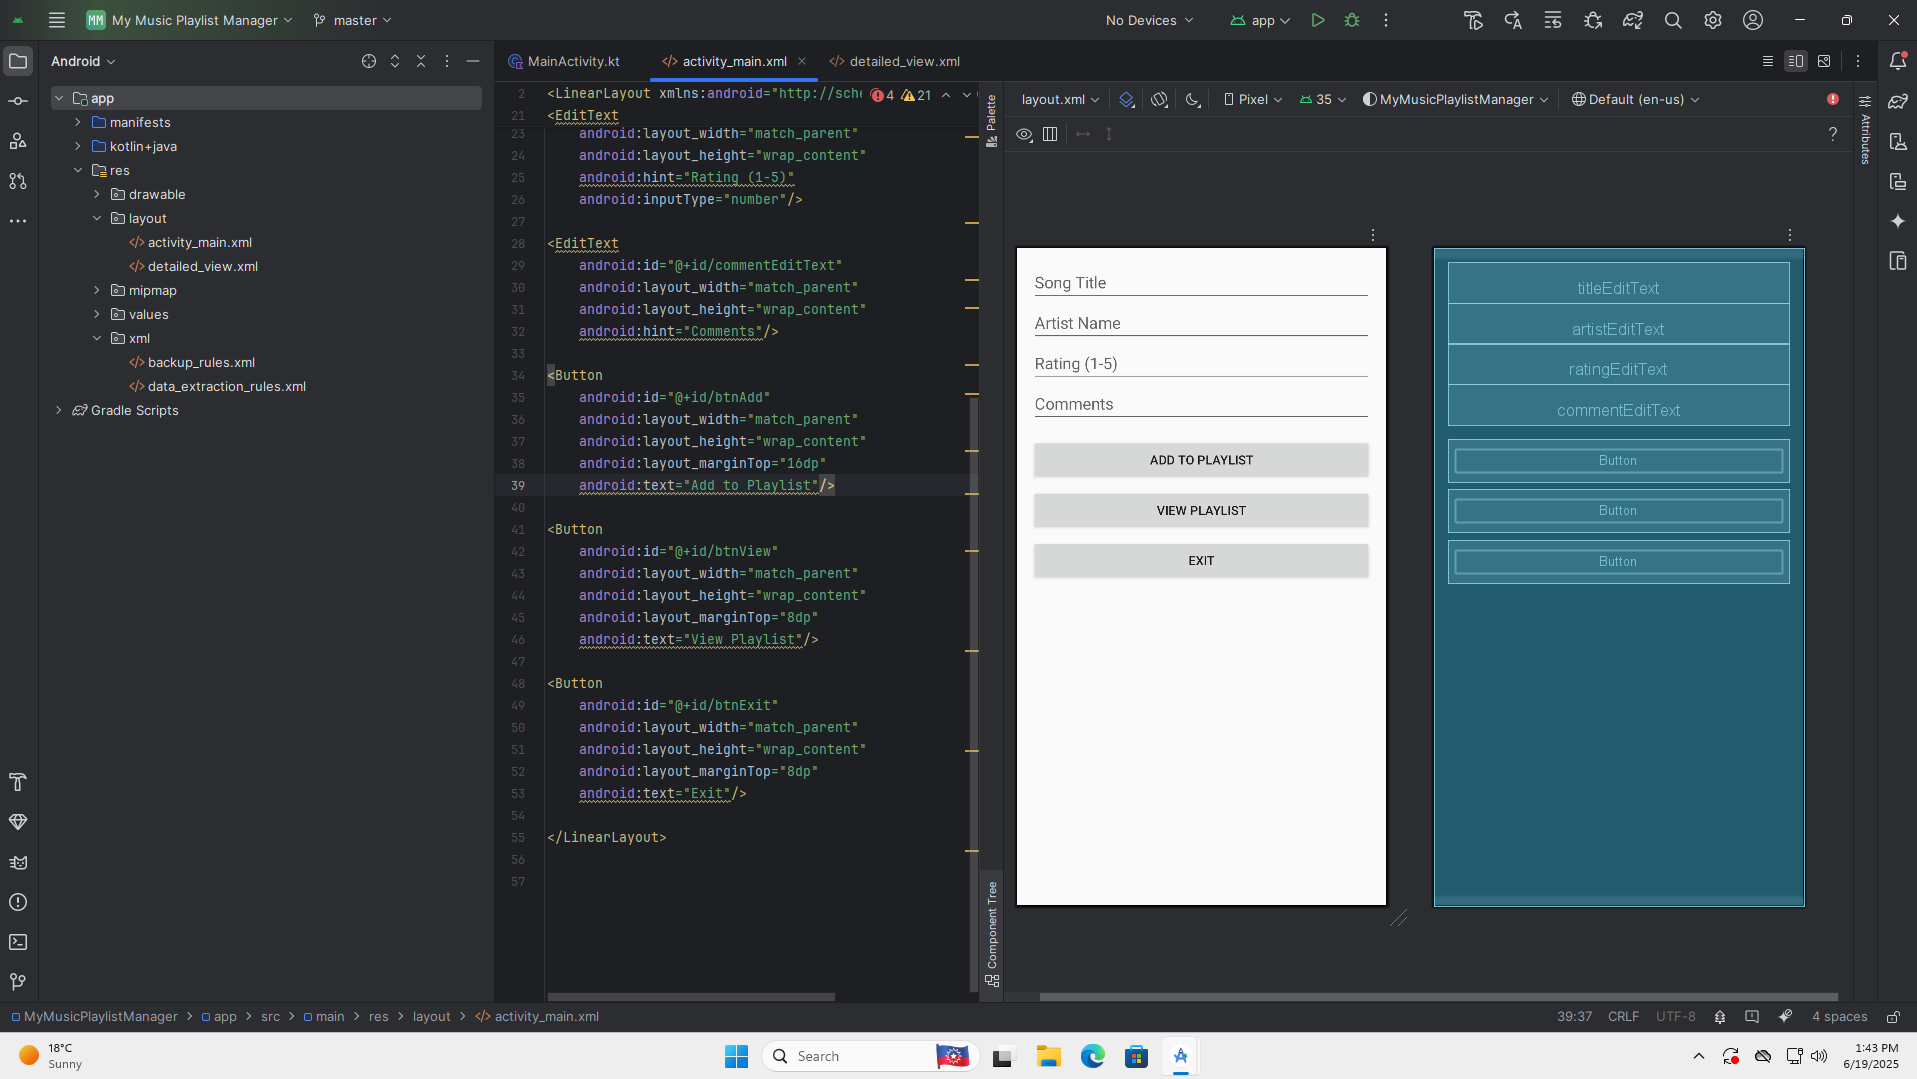 MM My Music Playlist Manager master No Devices app
Android
app
manifests
kotlin+java
res
drawable
layout
activity_main.xml
detailed_view.xml
mipmap
values
xml
backup_rules.xml
data_extraction_rules.xml
Gradle Scripts
MainActivity.kt activity_main.xml detailed_view.xml
4 21
2 <LinearLayout xmlns:android="http://sche
21 <EditText
23 android:layout_width="match_parent"
24 android:layout_height="wrap_content"
25 android:hint="Rating (1-5)"
26 android:inputType="number"/>
27
28 <EditText
29 android:id="@+id/commentEditText"
30 android:layout_width="match_parent"
31 android:layout_height="wrap_content"
32 android:hint="Comments"/>
33
34 <Button
35 android:id="@+id/btnAdd"
36 android:layout_width="match_parent"
37 android:layout_height="wrap_content"
38 android:layout_marginTop="16dp"
39 android:text="Add to Playlist"/>
40
41 <Button
42 android:id="@+id/btnView"
43 android:layout_width="match_parent"
44 android:layout_height="wrap_content"
45 android:layout_marginTop="8dp"
46 android:text="View Playlist"/>
47
48 <Button
49 android:id="@+id/btnExit"
50 android:layout_width="match_parent"
51 android:layout_height="wrap_content"
52 android:layout_marginTop="8dp"
53 android:text="Exit"/>
54
55 </LinearLayout>
56
57
Palette
Component Tree
layout.xml Pixel 35 MyMusicPlaylistManager Default (en-us)
?
Attributes
Song Title
Artist Name
Rating (1-5)
Comments
ADD TO PLAYLIST
VIEW PLAYLIST
EXIT
titleEditText
artistEditText
ratingEditText
commentEditText
Button
Button
Button
MyMusicPlaylistManager > app > src > main > res > layout > activity_main.xml
39:37 CRLF UTF-8 4 spaces
18°C
Sunny
Search
1:43 PM
6/19/2025